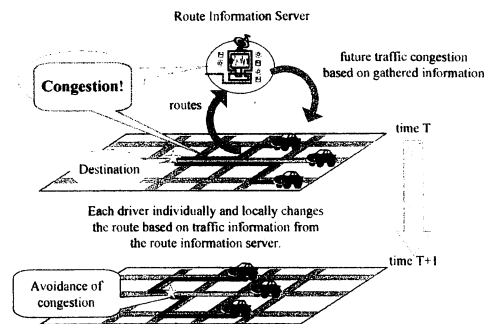 Route Information Server
Congestion!
future traffic congestion
based on gathered information
routes
time T
Destination
Each driver individually and locally changes
the route based on traffic information from
the route information server.
time T+1
Avoidance of
congestion